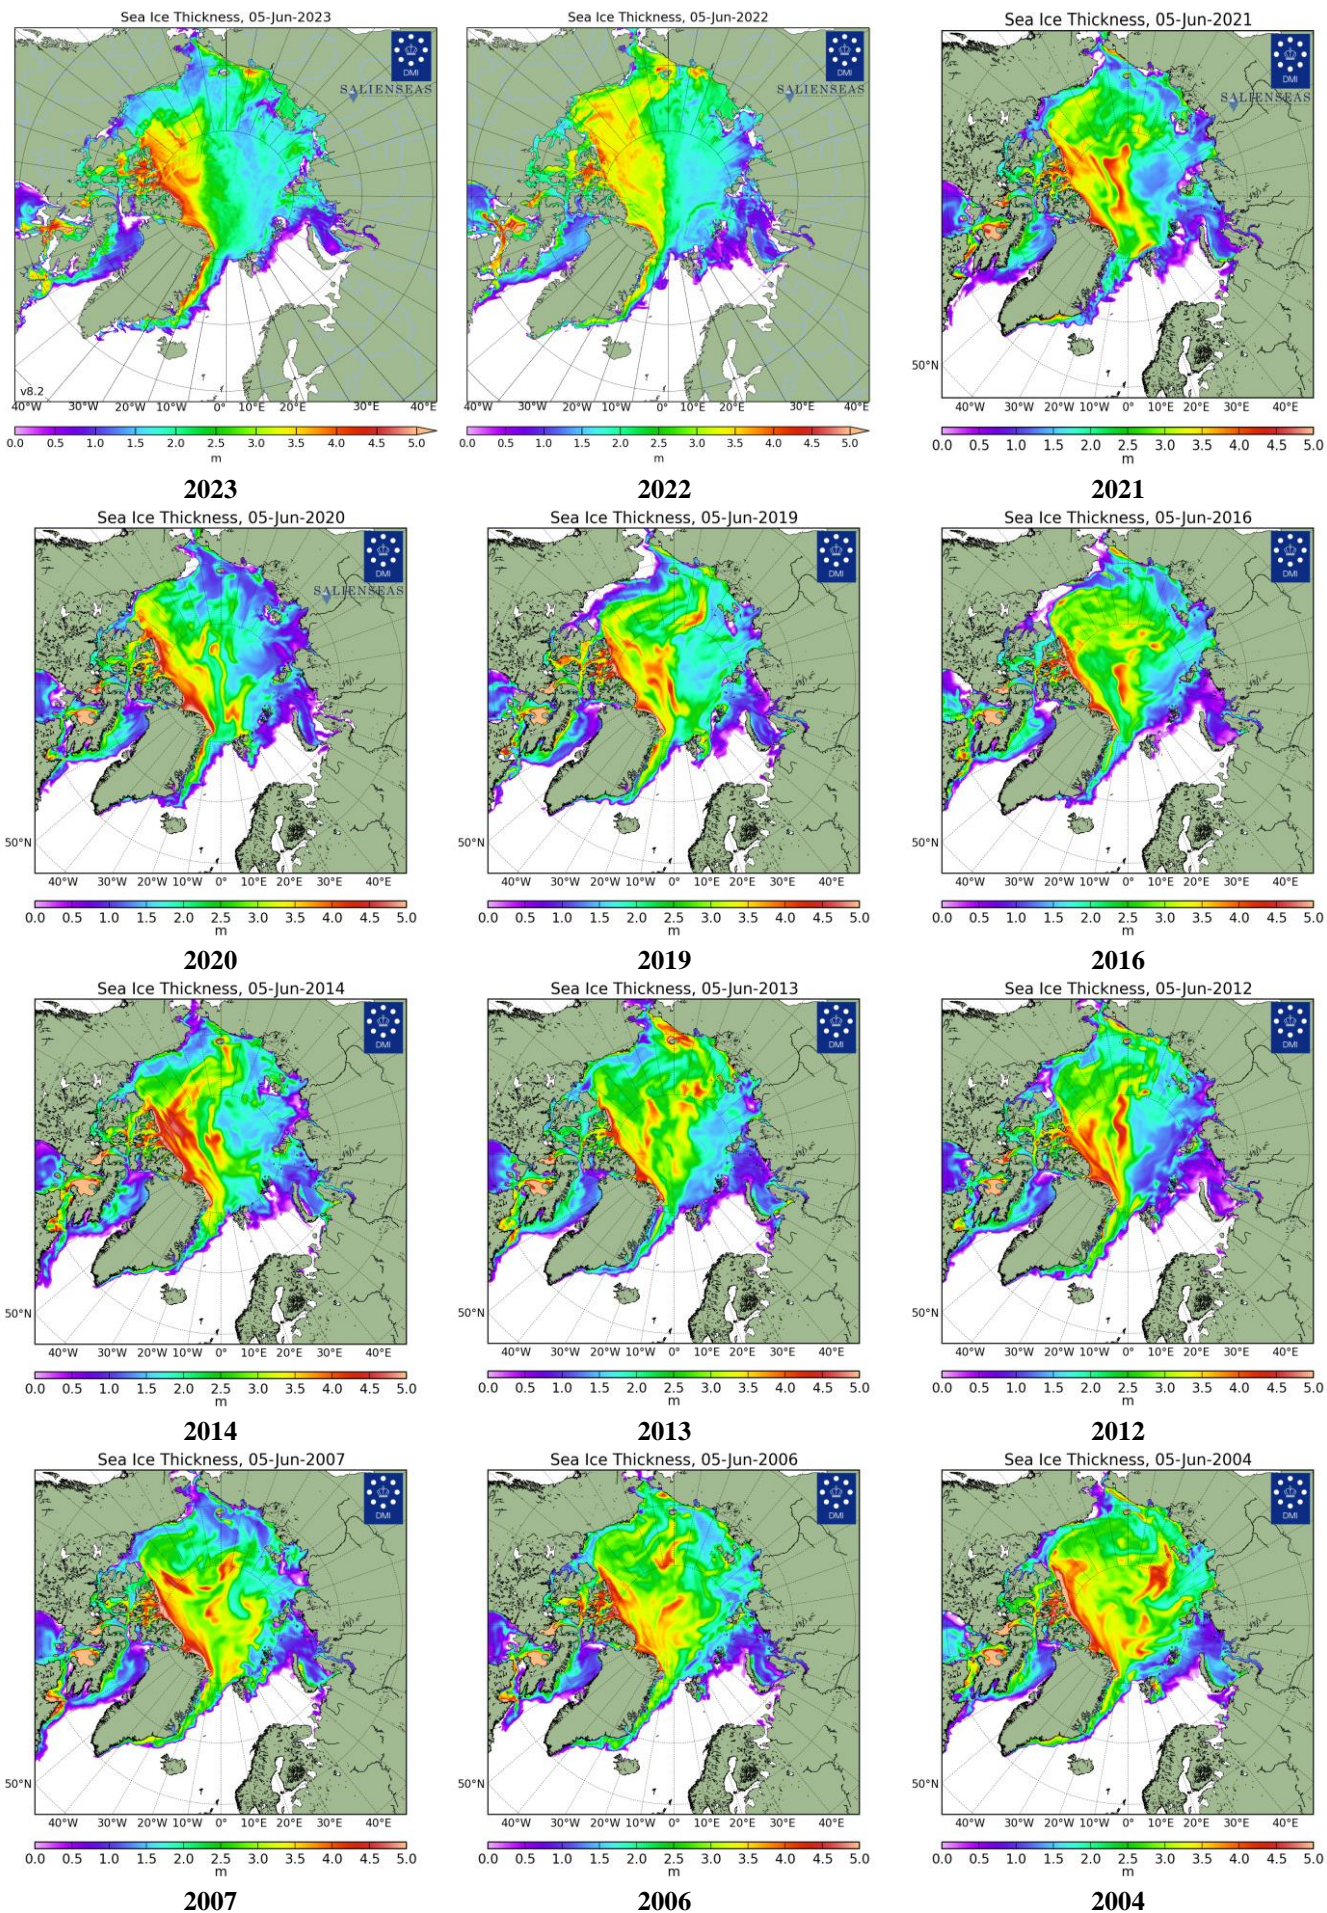 Sea Ice Thickness, 05-Jun-2023
DMI
SALIENSEAS
v8.2
40°W 30°W 20°W 10°W 0° 10°E 20°E 30°E 40°E
0.0 0.5 1.0 1.5 2.0 2.5 3.0 3.5 4.0 4.5 5.0
m
2023
Sea Ice Thickness, 05-Jun-2022
DMI
SALIENSEAS
40°W 30°W 20°W 10°W 0° 10°E 20°E 30°E 40°E
0.0 0.5 1.0 1.5 2.0 2.5 3.0 3.5 4.0 4.5 5.0
m
2022
Sea Ice Thickness, 05-Jun-2021
DMI
SALIENSEAS
50°N
40°W 30°W 20°W 10°W 0° 10°E 20°E 30°E 40°E
0.0 0.5 1.0 1.5 2.0 2.5 3.0 3.5 4.0 4.5 5.0
m
2021
Sea Ice Thickness, 05-Jun-2020
DMI
SALIENSEAS
50°N
40°W 30°W 20°W 10°W 0° 10°E 20°E 30°E 40°E
0.0 0.5 1.0 1.5 2.0 2.5 3.0 3.5 4.0 4.5 5.0
m
2020
Sea Ice Thickness, 05-Jun-2019
DMI
50°N
40°W 30°W 20°W 10°W 0° 10°E 20°E 30°E 40°E
0.0 0.5 1.0 1.5 2.0 2.5 3.0 3.5 4.0 4.5 5.0
m
2019
Sea Ice Thickness, 05-Jun-2016
DMI
50°N
40°W 30°W 20°W 10°W 0° 10°E 20°E 30°E 40°E
0.0 0.5 1.0 1.5 2.0 2.5 3.0 3.5 4.0 4.5 5.0
m
2016
Sea Ice Thickness, 05-Jun-2014
DMI
50°N
40°W 30°W 20°W 10°W 0° 10°E 20°E 30°E 40°E
0.0 0.5 1.0 1.5 2.0 2.5 3.0 3.5 4.0 4.5 5.0
m
2014
Sea Ice Thickness, 05-Jun-2013
DMI
50°N
40°W 30°W 20°W 10°W 0° 10°E 20°E 30°E 40°E
0.0 0.5 1.0 1.5 2.0 2.5 3.0 3.5 4.0 4.5 5.0
m
2013
Sea Ice Thickness, 05-Jun-2012
DMI
50°N
40°W 30°W 20°W 10°W 0° 10°E 20°E 30°E 40°E
0.0 0.5 1.0 1.5 2.0 2.5 3.0 3.5 4.0 4.5 5.0
m
2012
Sea Ice Thickness, 05-Jun-2007
DMI
50°N
40°W 30°W 20°W 10°W 0° 10°E 20°E 30°E 40°E
0.0 0.5 1.0 1.5 2.0 2.5 3.0 3.5 4.0 4.5 5.0
m
2007
Sea Ice Thickness, 05-Jun-2006
DMI
50°N
40°W 30°W 20°W 10°W 0° 10°E 20°E 30°E 40°E
0.0 0.5 1.0 1.5 2.0 2.5 3.0 3.5 4.0 4.5 5.0
m
2006
Sea Ice Thickness, 05-Jun-2004
DMI
50°N
40°W 30°W 20°W 10°W 0° 10°E 20°E 30°E 40°E
0.0 0.5 1.0 1.5 2.0 2.5 3.0 3.5 4.0 4.5 5.0
m
2004